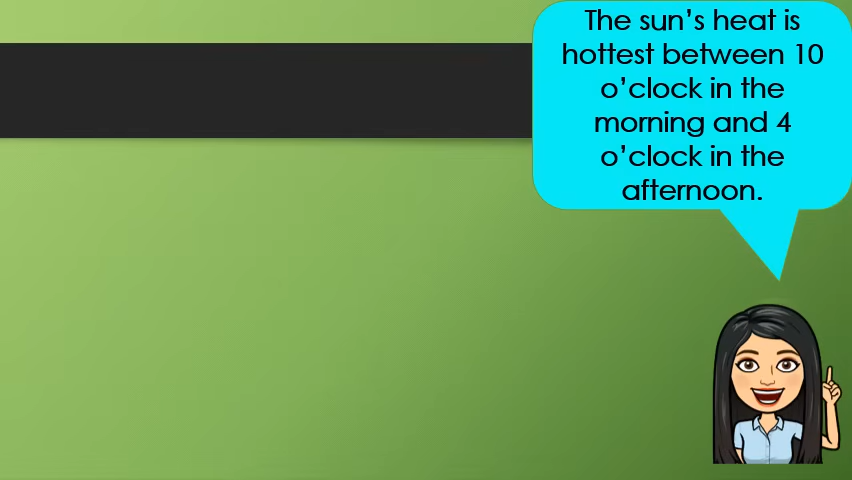 The sun’s heat is
hottest between 10
o’clock in the
morning and 4
o’clock in the
afternoon.